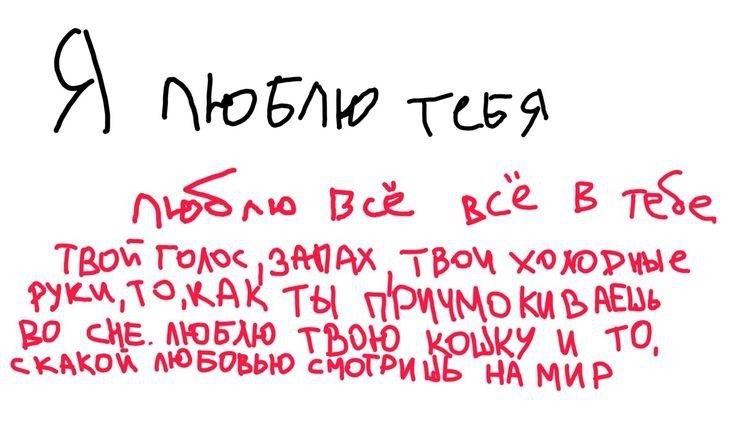 Я люблю тебя
люблю всё всё в тебе
твой голос, запах, твои холодные
руки, то, как ты причмокиваешь
во сне. люблю твою кошку и то,
с какой любовью смотришь на мир